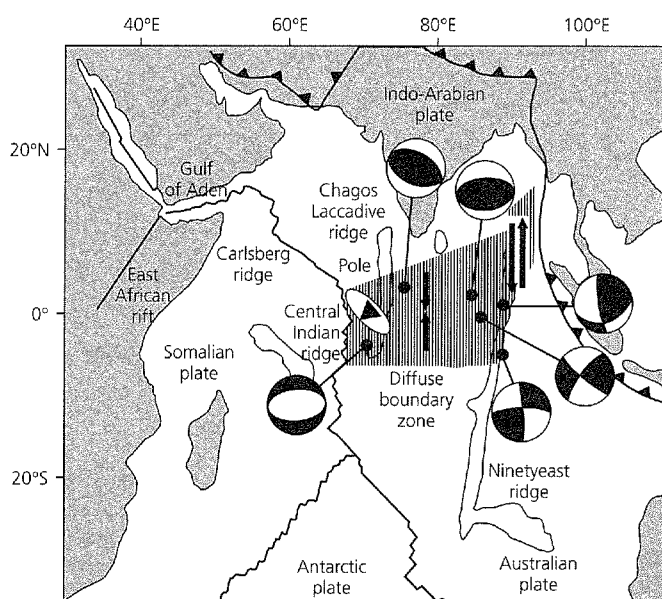 40°E
60°E
80°E
100°E
20°N
0°
20°S
Indo-Arabian
plate
Gulf
of Aden
Chagos
Laccadive
ridge
Carlsberg
ridge
Pole
East
African
rift
Central
Indian
ridge
Somalian
plate
Diffuse
boundary
zone
Ninetyeast
ridge
Antarctic
plate
Australian
plate